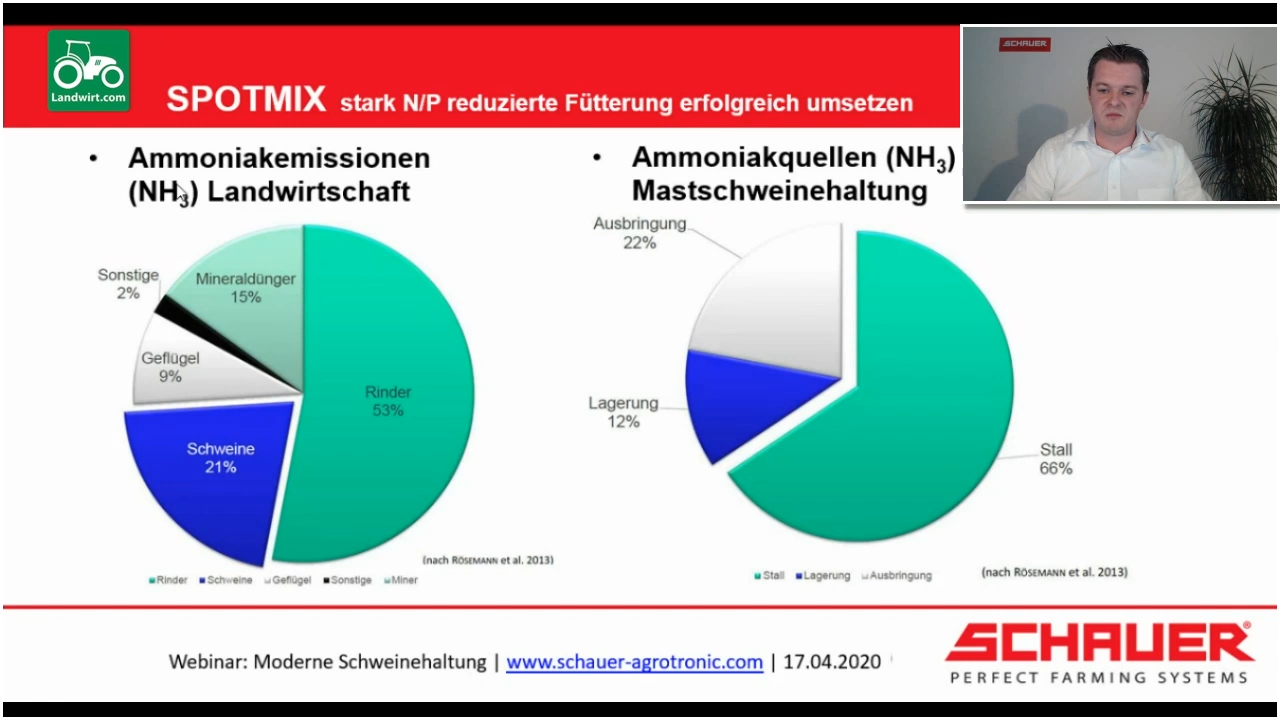 Landwirt.com
SPOTMIX stark N/P reduzierte Fütterung erfolgreich umsetzen
SCHAUER
• Ammoniakemissionen
(NH3) Landwirtschaft
Sonstige
2%
Mineraldünger
15%
Geflügel
9%
Rinder
53%
Schweine
21%
(nach RÖSEMANN et al. 2013)
Rinder Schweine Geflügel Sonstige Miner
• Ammoniakquellen (NH3)
Mastschweinehaltung
Ausbringung
22%
Lagerung
12%
Stall
66%
Stall Lagerung Ausbringung
(nach RÖSEMANN et al. 2013)
Webinar: Moderne Schweinehaltung | www.schauer-agrotronic.com | 17.04.2020
SCHAUER®
PERFECT FARMING SYSTEMS